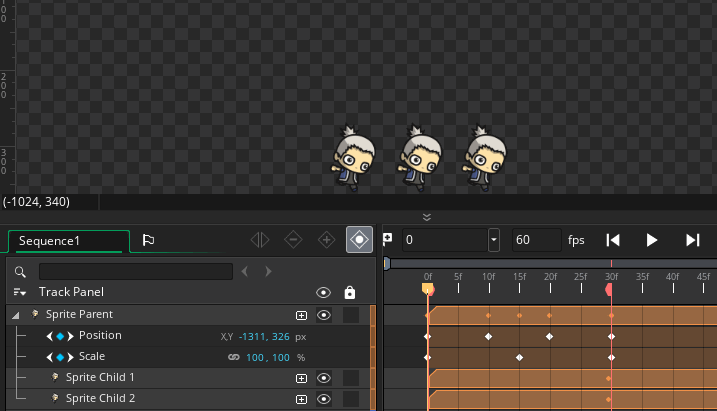 100
200
300
(-1024, 340)
Sequence1
0
60
fps
0f 5f 10f 15f 20f 25f 30f 35f 40f 45f
Track Panel
Sprite Parent
Position X,Y -1311, 326 px
Scale 100, 100 %
Sprite Child 1
Sprite Child 2